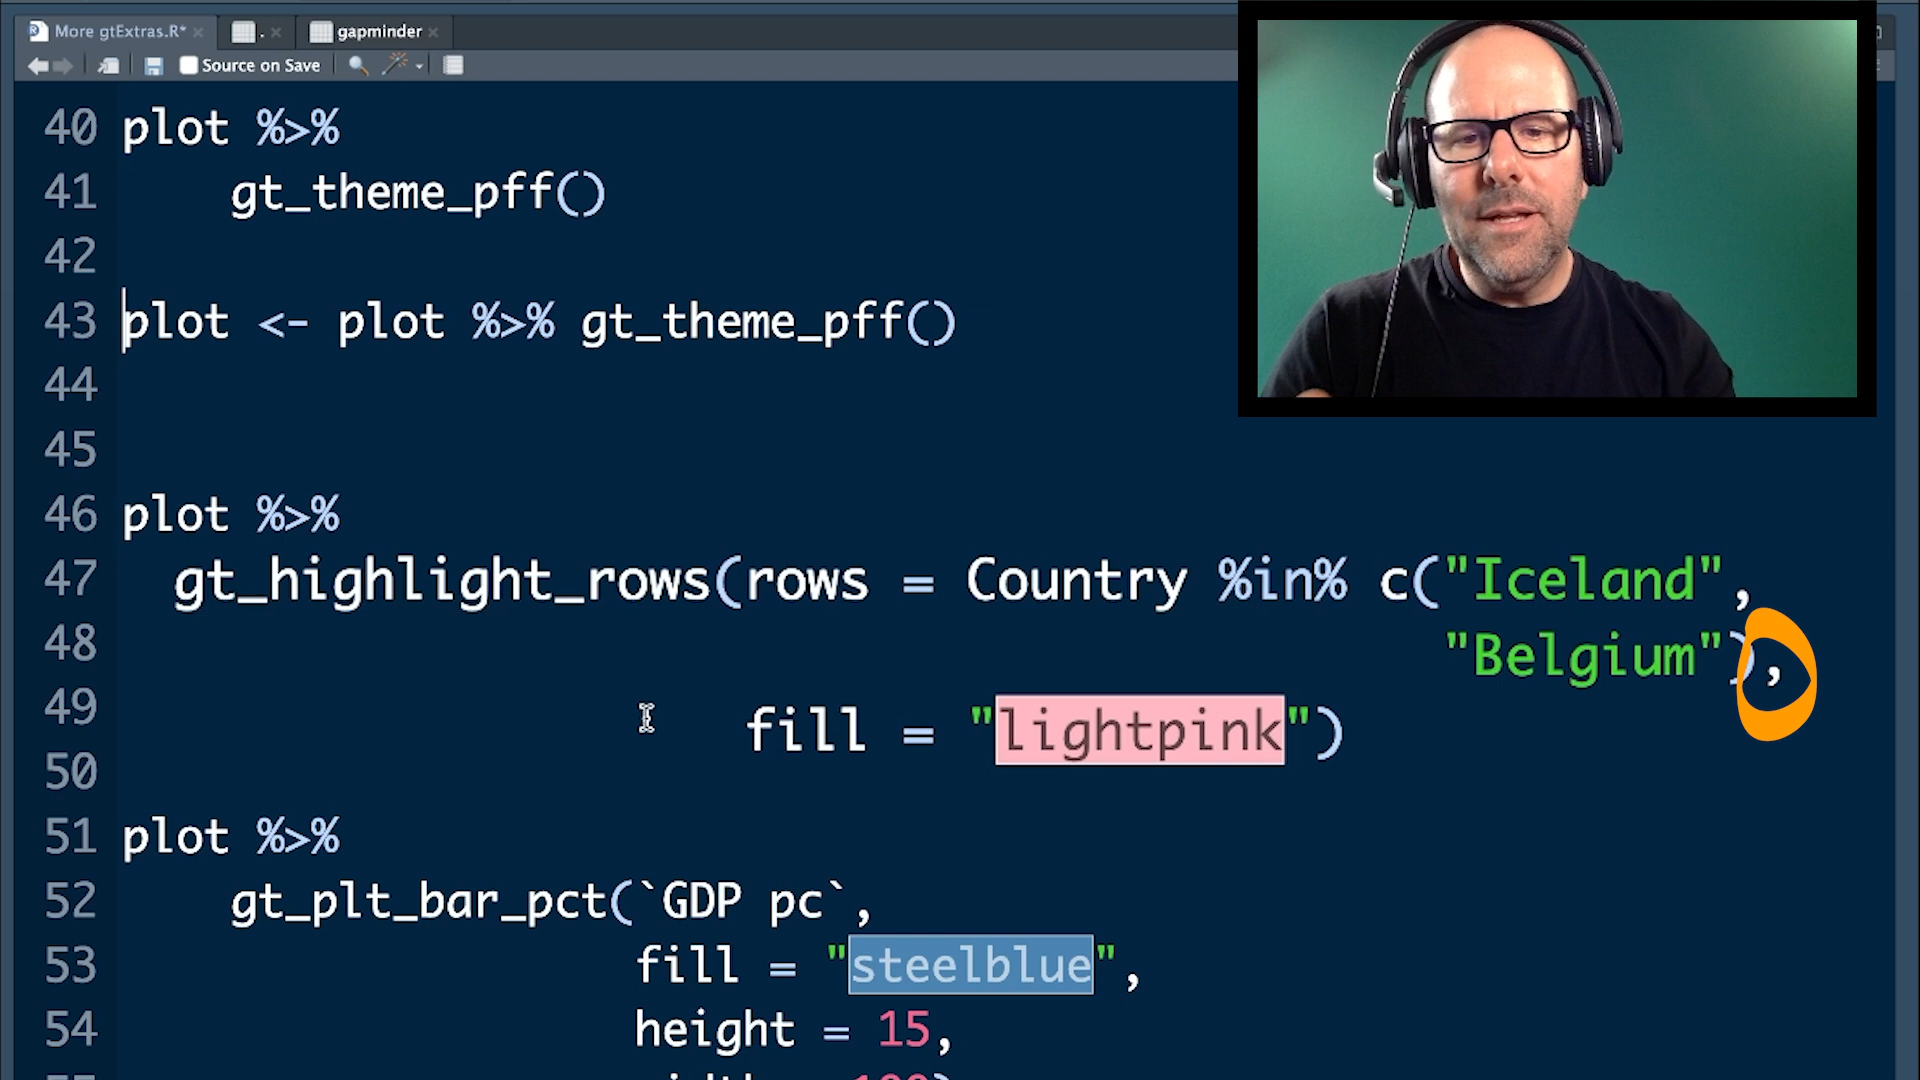 More gtExtras.R* × . × gapminder ×
Source on Save
40 plot %>%
41 gt_theme_pff()
42
43 plot <- plot %>% gt_theme_pff()
44
45
46 plot %>%
47 gt_highlight_rows(rows = Country %in% c("Iceland",
48 "Belgium"),
49 fill = "lightpink")
50
51 plot %>%
52 gt_plt_bar_pct(`GDP pc`,
53 fill = "steelblue",
54 height = 15,